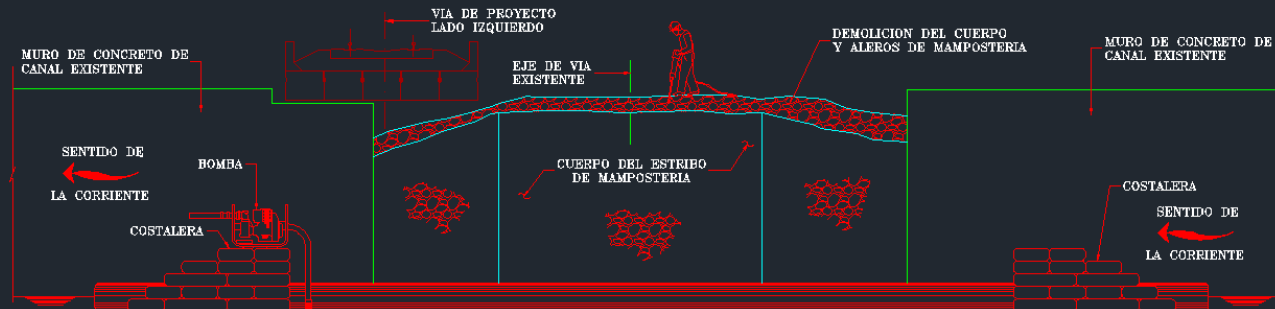 VIA DE PROYECTO
LADO IZQUIERDO
MURO DE CONCRETO DE
CANAL EXISTENTE
EJE DE VIA
EXISTENTE
DEMOLICION DEL CUERPO
Y ALEROS DE MAMPOSTERIA
MURO DE CONCRETO DE
CANAL EXISTENTE
SENTIDO DE
LA CORRIENTE
BOMBA
COSTALERA
CUERPO DEL ESTRIBO
DE MAMPOSTERIA
COSTALERA
SENTIDO DE
LA CORRIENTE